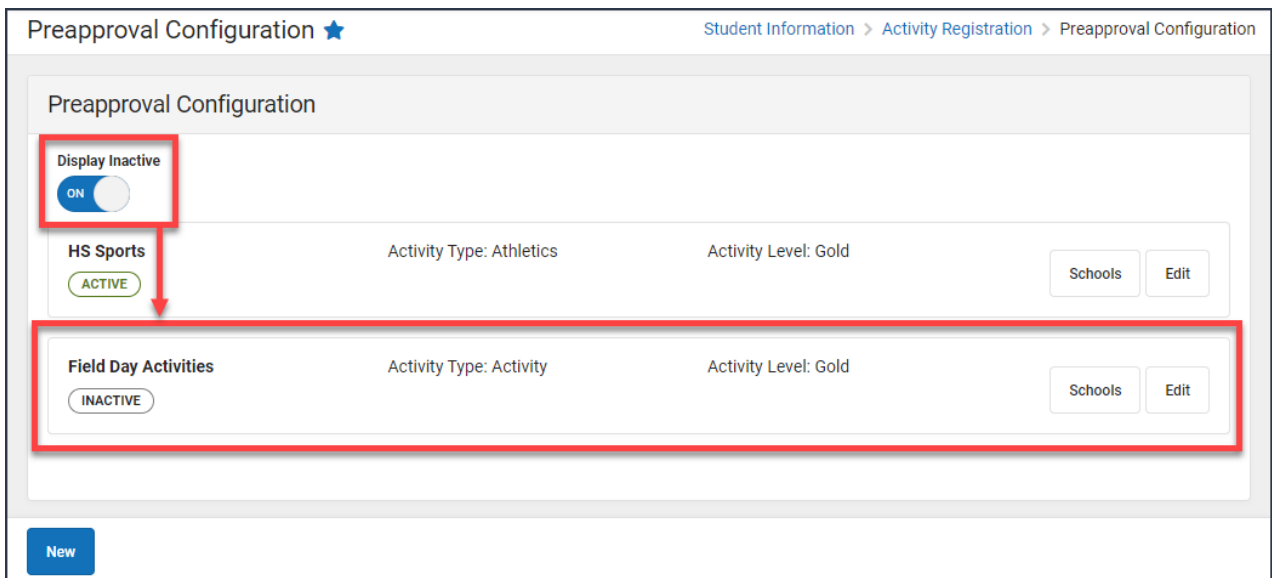 Preapproval Configuration
Student Information > Activity Registration > Preapproval Configuration
Preapproval Configuration
Display Inactive
ON
HS Sports Activity Type: Athletics Activity Level: Gold
ACTIVE
Schools Edit
Field Day Activities Activity Type: Activity Activity Level: Gold
INACTIVE
Schools Edit
New